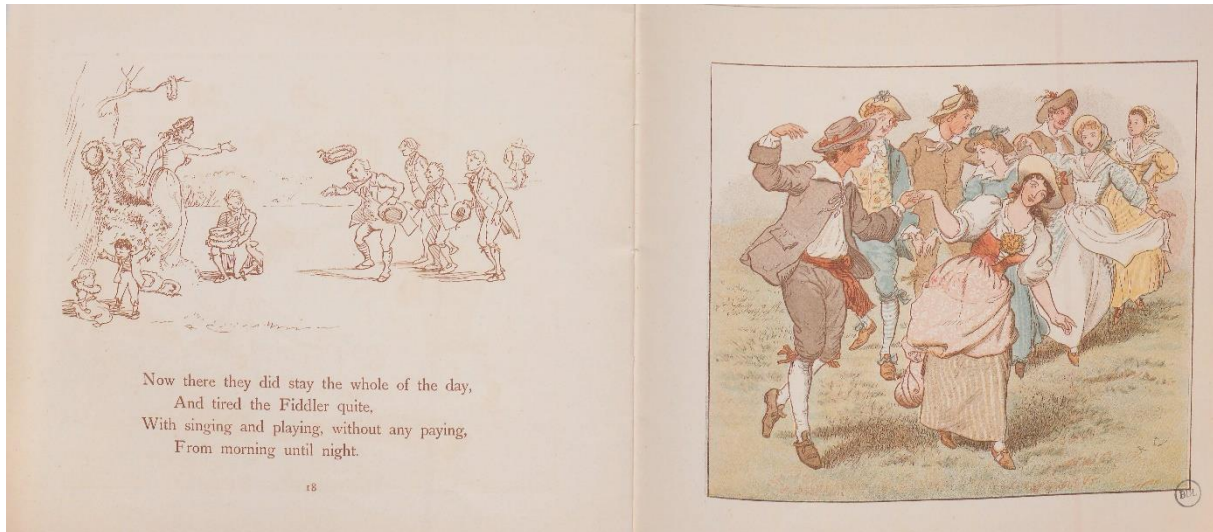 Now there they did stay the whole of the day,
And tired the Fiddler quite,
With singing and playing, without any paying,
From morning until night.
18